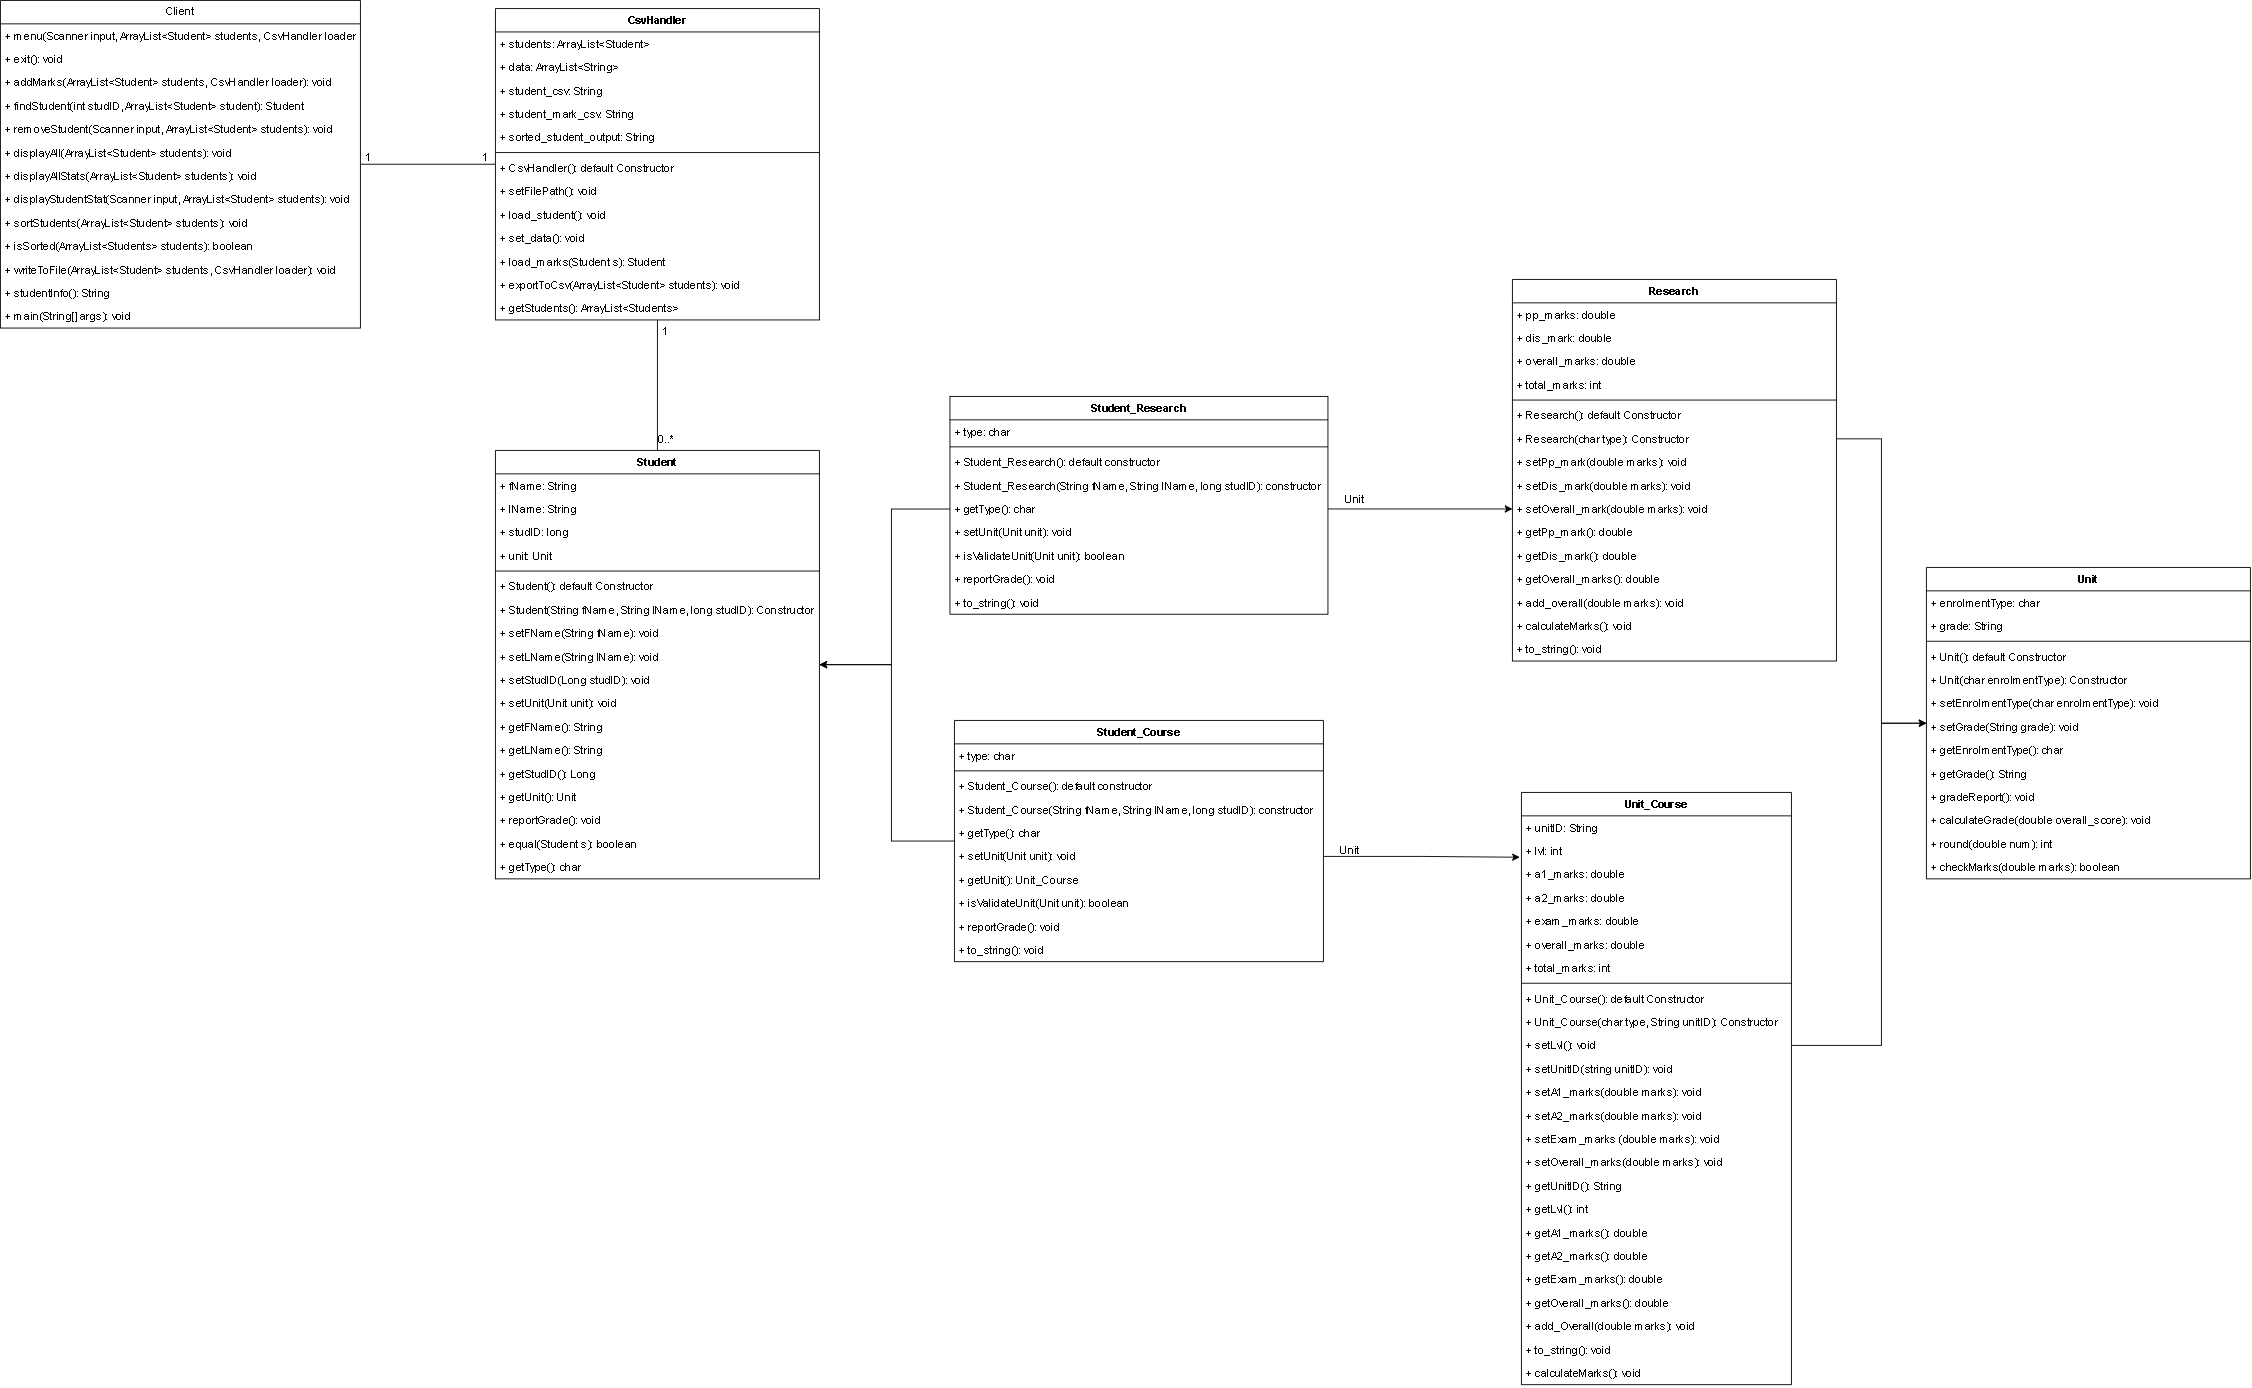 Client
+ menu(Scanner input, ArrayList<Student> students, CsvHandler loader
+ exit(): void
+ addMarks(ArrayList<Student> students, CsvHandler loader): void
+ findStudent(int studID,ArrayList<Student> student): Student
+ removeStudent(Scanner input, ArrayList<Student> students): void
+ displayAll(ArrayList<Student> students): void
+ displayAllStats(ArrayList<Student> students): void
+ displayStudentStat(Scanner input, ArrayList<Student> students): void
+ sortStudents(ArrayList<Student> students): void
+ isSorted(ArrayList<Students> students): boolean
+ writeToFile(ArrayList<Student> students, CsvHandler loader): void
+ studentInfo(): String
+ main(String[] args): void
1
1
CsvHandler
+ students: ArrayList<Student>
+ data: ArrayList<String>
+ student_csv: String
+ student_mark_csv: String
+ sorted_student_output: String
+ CsvHandler(): default Constructor
+ setFilePath(): void
+ load_student(): void
+ set_data(): void
+ load_marks(Student s): Student
+ exportToCsv(ArrayList<Student> students): void
+ getStudents(): ArrayList<Students>
1
0..*
Student
+ fName: String
+ lName: String
+ studID: long
+ unit: Unit
+ Student(): default Constructor
+ Student(String fName, String lName, long studID): Constructor
+ setFName(String fName): void
+ setLName(String lName): void
+ setStudID(Long studID): void
+ setUnit(Unit unit): void
+ getFName(): String
+ getLName(): String
+ getStudID(): Long
+ getUnit(): Unit
+ reportGrade(): void
+ equal(Student s): boolean
+ getType(): char
Student_Research
+ type: char
+ Student_Research(): default constructor
+ Student_Research(String fName, String lName, long studID): constructor
+ getType(): char
+ setUnit(Unit unit): void
+ isValidateUnit(Unit unit): boolean
+ reportGrade(): void
+ to_string(): void
Unit
Student_Course
+ type: char
+ Student_Course(): default constructor
+ Student_Course(String fName, String lName, long studID): constructor
+ getType(): char
+ setUnit(Unit unit): void
+ getUnit(): Unit_Course
+ isValidateUnit(Unit unit): boolean
+ reportGrade(): void
+ to_string(): void
Unit
Research
+ pp_marks: double
+ dis_mark: double
+ overall_marks: double
+ total_marks: int
+ Research(): default Constructor
+ Research(char type): Constructor
+ setPp_mark(double marks): void
+ setDis_mark(double marks): void
+ setOverall_mark(double marks): void
+ getPp_mark(): double
+ getDis_mark(): double
+ getOverall_marks(): double
+ add_overall(double marks): void
+ calculateMarks(): void
+ to_string(): void
Unit_Course
+ unitID: String
+ lvl: int
+ a1_marks: double
+ a2_marks: double
+ exam_marks: double
+ overall_marks: double
+ total_marks: int
+ Unit_Course(): default Constructor
+ Unit_Course(char type, String unitID): Constructor
+ setLvl(): void
+ setUnitID(string unitID): void
+ setA1_marks(double marks): void
+ setA2_marks(double marks): void
+ setExam_marks (double marks): void
+ setOverall_marks(double marks): void
+ getUnitID(): String
+ getLvl(): int
+ getA1_marks(): double
+ getA2_marks(): double
+ getExam_marks(): double
+ getOverall_marks(): double
+ add_Overall(double marks): void
+ to_string(): void
+ calculateMarks(): void
Unit
+ enrolmentType: char
+ grade: String
+ Unit(): default Constructor
+ Unit(char enrolmentType): Constructor
+ setEnrolmentType(char enrolmentType): void
+ setGrade(String grade): void
+ getEnrolmentType(): char
+ getGrade(): String
+ gradeReport(): void
+ calculateGrade(double overall_score): void
+ round(double num): int
+ checkMarks(double marks): boolean